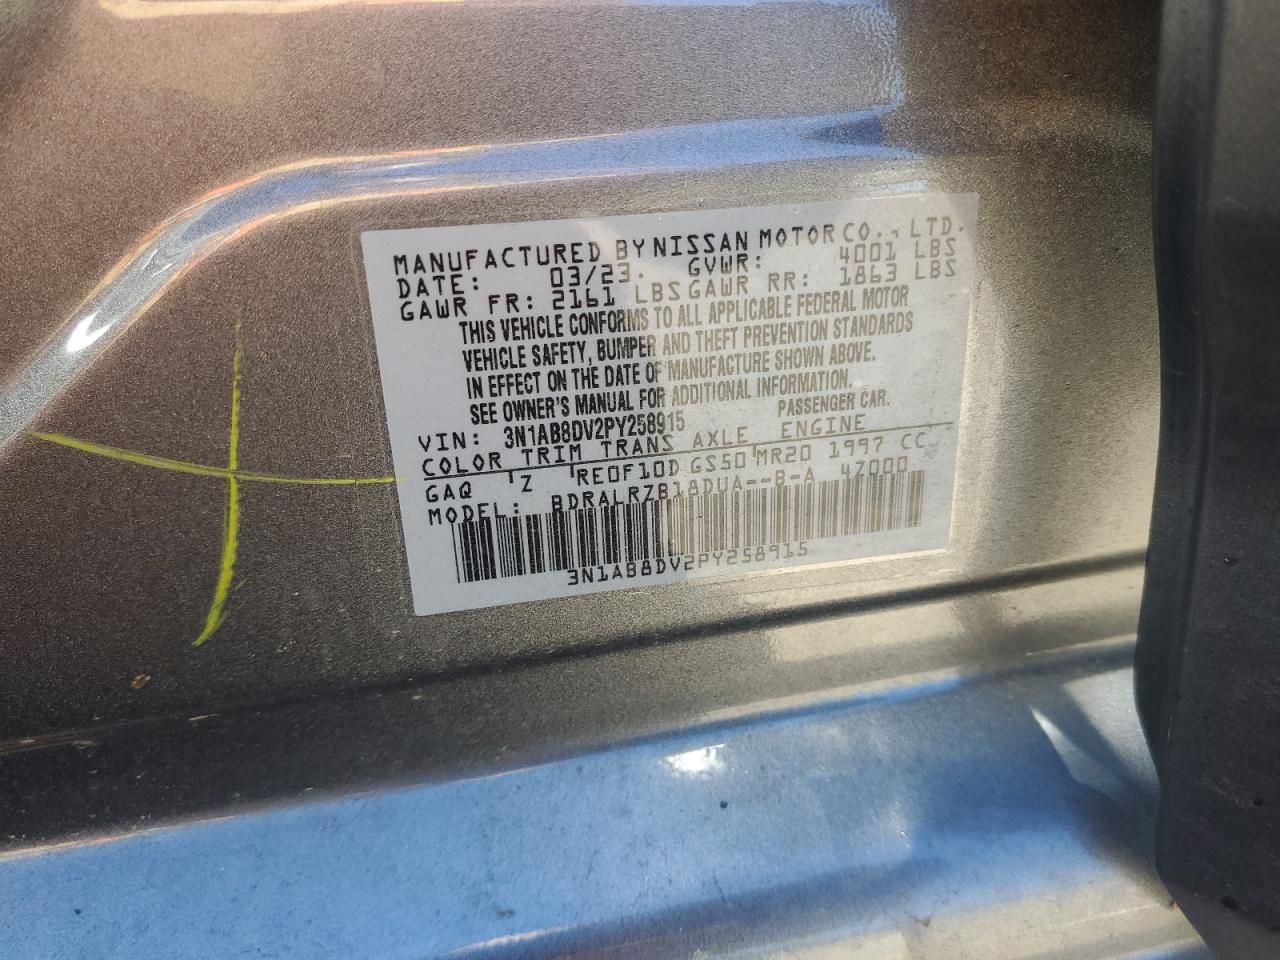 MANUFACTURED BY NISSAN MOTOR CO., LTD.
DATE: 03/23. GVWR: 4001 LBS
GAWR FR: 2161 LBS GAWR RR: 1863 LBS
THIS VEHICLE CONFORMS TO ALL APPLICABLE FEDERAL MOTOR
VEHICLE SAFETY, BUMPER AND THEFT PREVENTION STANDARDS
IN EFFECT ON THE DATE OF MANUFACTURE SHOWN ABOVE.
SEE OWNER'S MANUAL FOR ADDITIONAL INFORMATION.
VIN: 3N1AB8DV2PY258915 PASSENGER CAR.
COLOR TRIM TRANS AXLE ENGINE
GAQ Z RE0F10D GS50 MR20 1997 CC
MODEL: BDRALRZB18DUA--B-A 4Z000
3N1AB8DV2PY258915